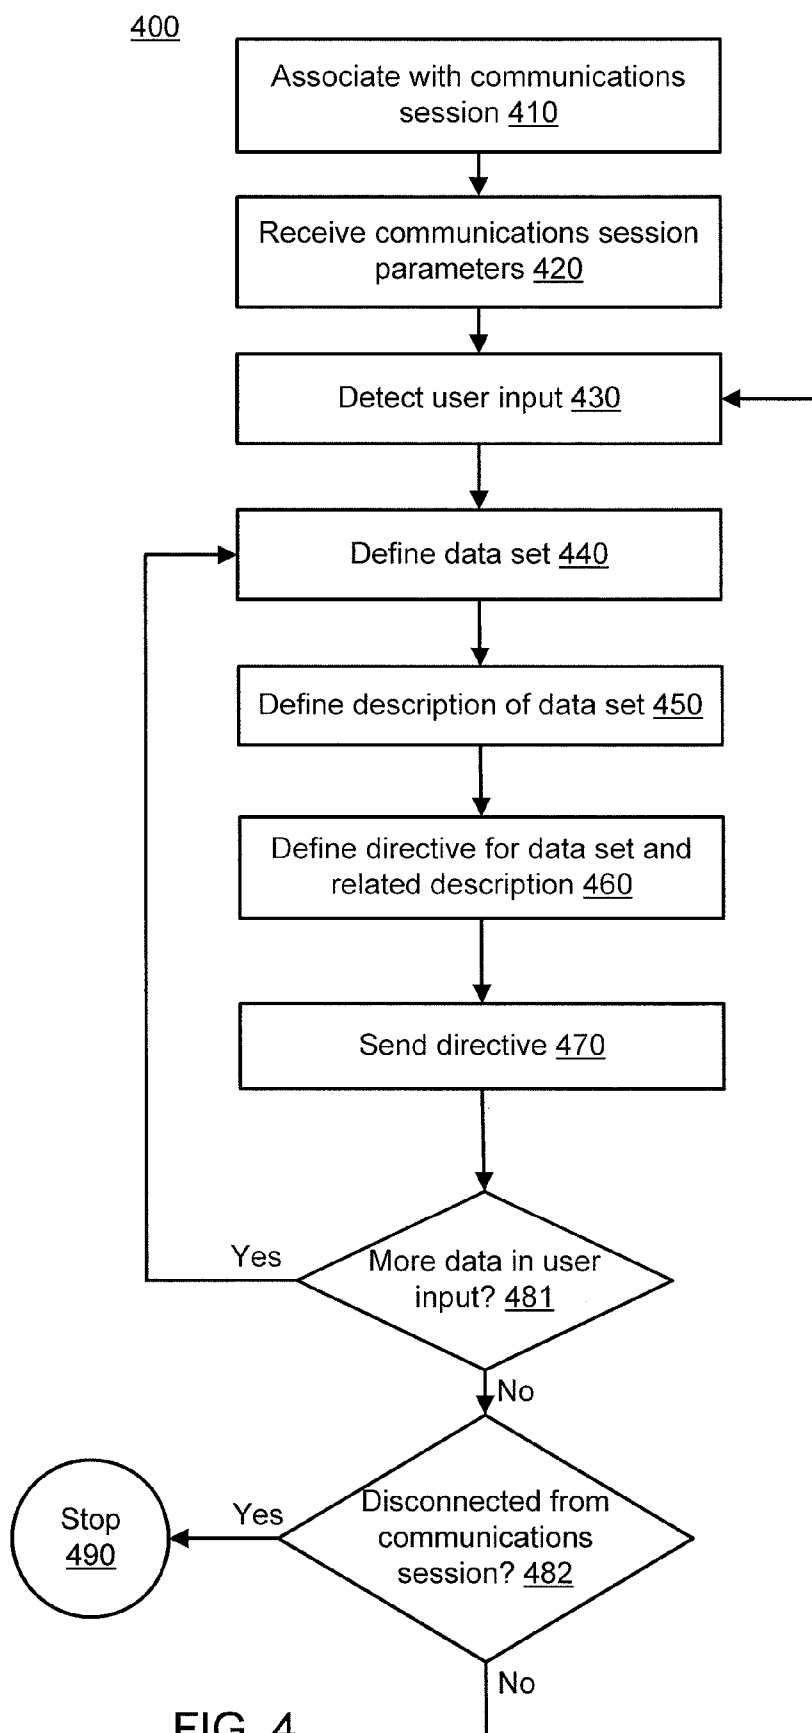 400
Associate with communications
session 410
Receive communications session
parameters 420
Detect user input 430
Define data set 440
Define description of data set 450
Define directive for data set and
related description 460
Send directive 470
More data in user
input? 481
Yes
No
Disconnected from
communications
session? 482
Yes
Stop
490
No
FIG. 4